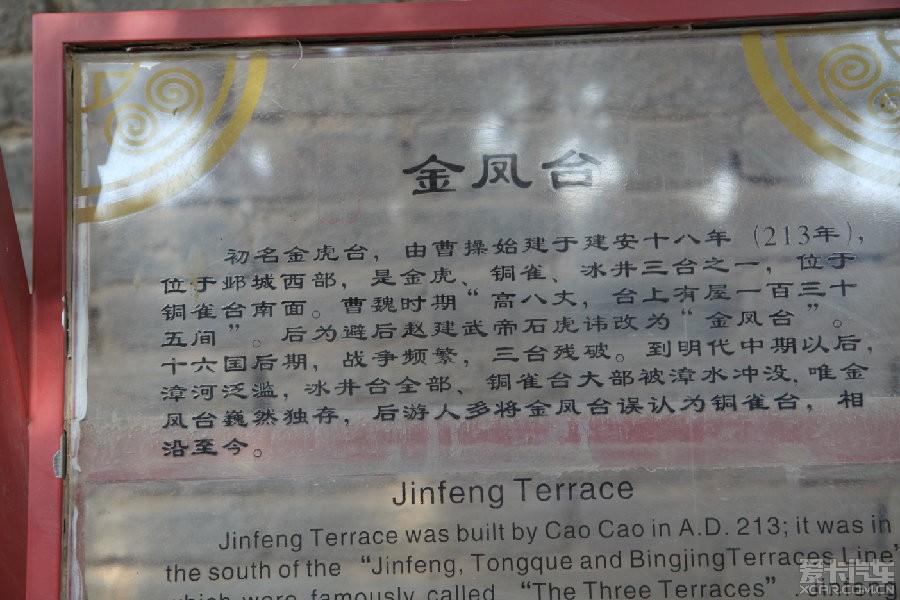 金凤台
初名金虎台，由曹操始建于建安十八年（213年），
位于邺城西部，是金虎、铜雀、冰井三台之一，位于
铜雀台南面。曹魏时期“高八丈，台上有屋一百三十
五间”。后为避后赵建武帝石虎讳改为“金凤台”。
十六国后期，战争频繁，三台残破。到明代中期以后，
漳河泛滥，冰井台全部、铜雀台大部被漳水冲没，唯金
凤台巍然独存，后游人多将金凤台误认为铜雀台，相
沿至今。
Jinfeng Terrace
Jinfeng Terrace was built by Cao Cao in A.D. 213; it was in
the south of the “Jinfeng, Tongque and BingjingTerraces Line”
which were famously called “The Three Terraces”.
爱卡汽车
XCAR.COM.CN